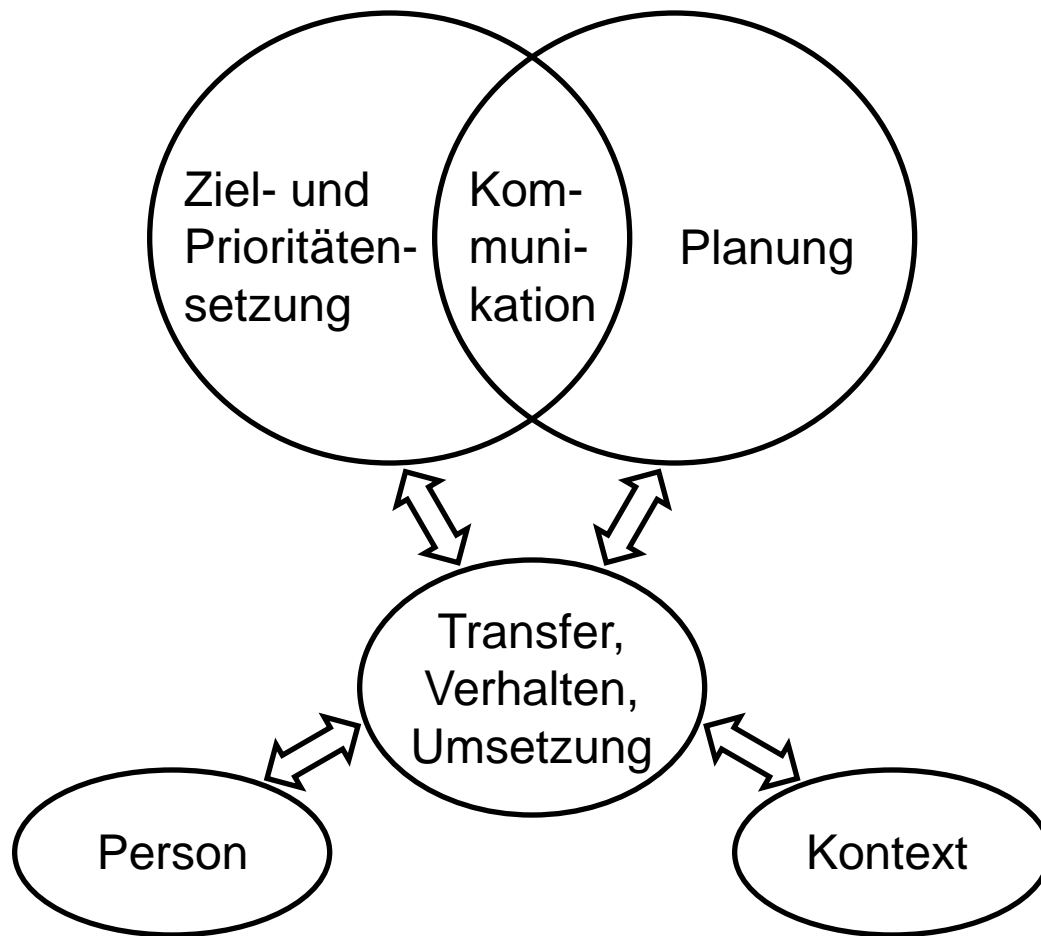 Ziel- und
Prioritäten-
setzung
Kom-
muni-
kation
Planung
Transfer,
Verhalten,
Umsetzung
Person
Kontext